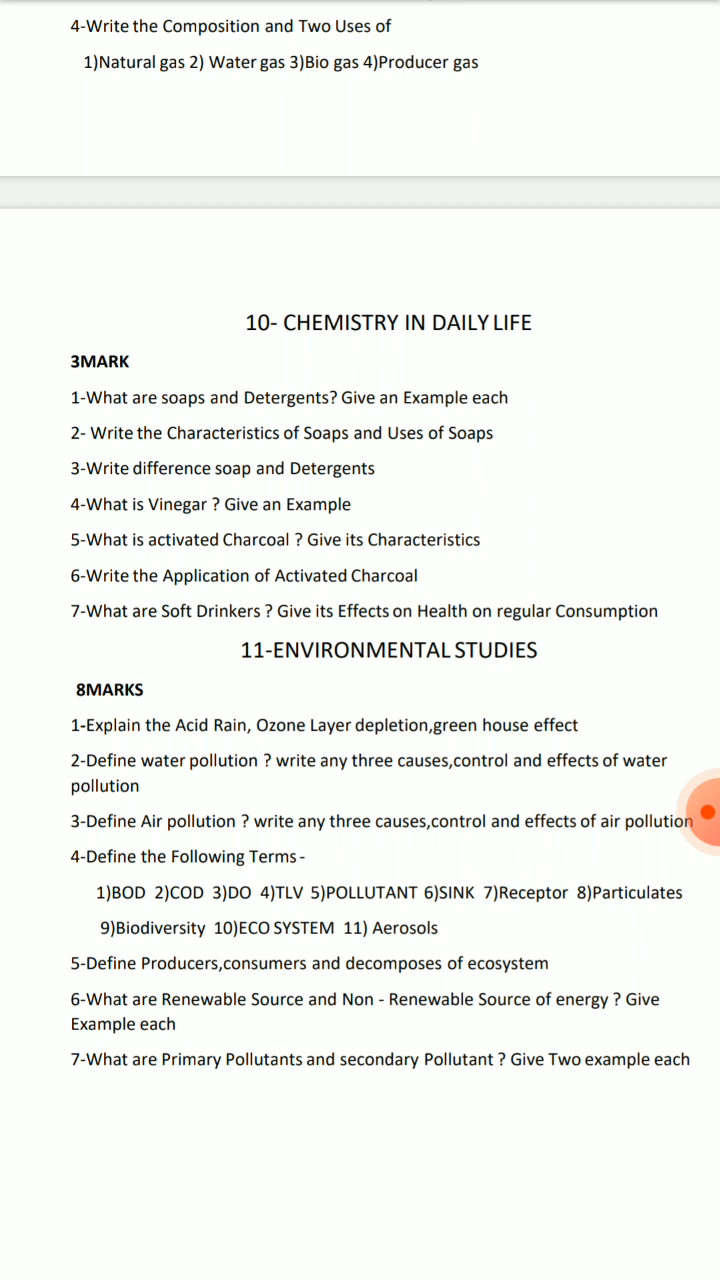 4-Write the Composition and Two Uses of
1)Natural gas 2) Water gas 3)Bio gas 4)Producer gas
10- CHEMISTRY IN DAILY LIFE
3MARK
1-What are soaps and Detergents? Give an Example each
2- Write the Characteristics of Soaps and Uses of Soaps
3-Write difference soap and Detergents
4-What is Vinegar ? Give an Example
5-What is activated Charcoal ? Give its Characteristics
6-Write the Application of Activated Charcoal
7-What are Soft Drinkers ? Give its Effects on Health on regular Consumption
11-ENVIRONMENTAL STUDIES
8MARKS
1-Explain the Acid Rain, Ozone Layer depletion,green house effect
2-Define water pollution ? write any three causes,control and effects of water
pollution
3-Define Air pollution ? write any three causes,control and effects of air pollution
4-Define the Following Terms -
1)BOD 2)COD 3)DO 4)TLV 5)POLLUTANT 6)SINK 7)Receptor 8)Particulates
9)Biodiversity 10)ECO SYSTEM 11) Aerosols
5-Define Producers,consumers and decomposes of ecosystem
6-What are Renewable Source and Non - Renewable Source of energy ? Give
Example each
7-What are Primary Pollutants and secondary Pollutant ? Give Two example each